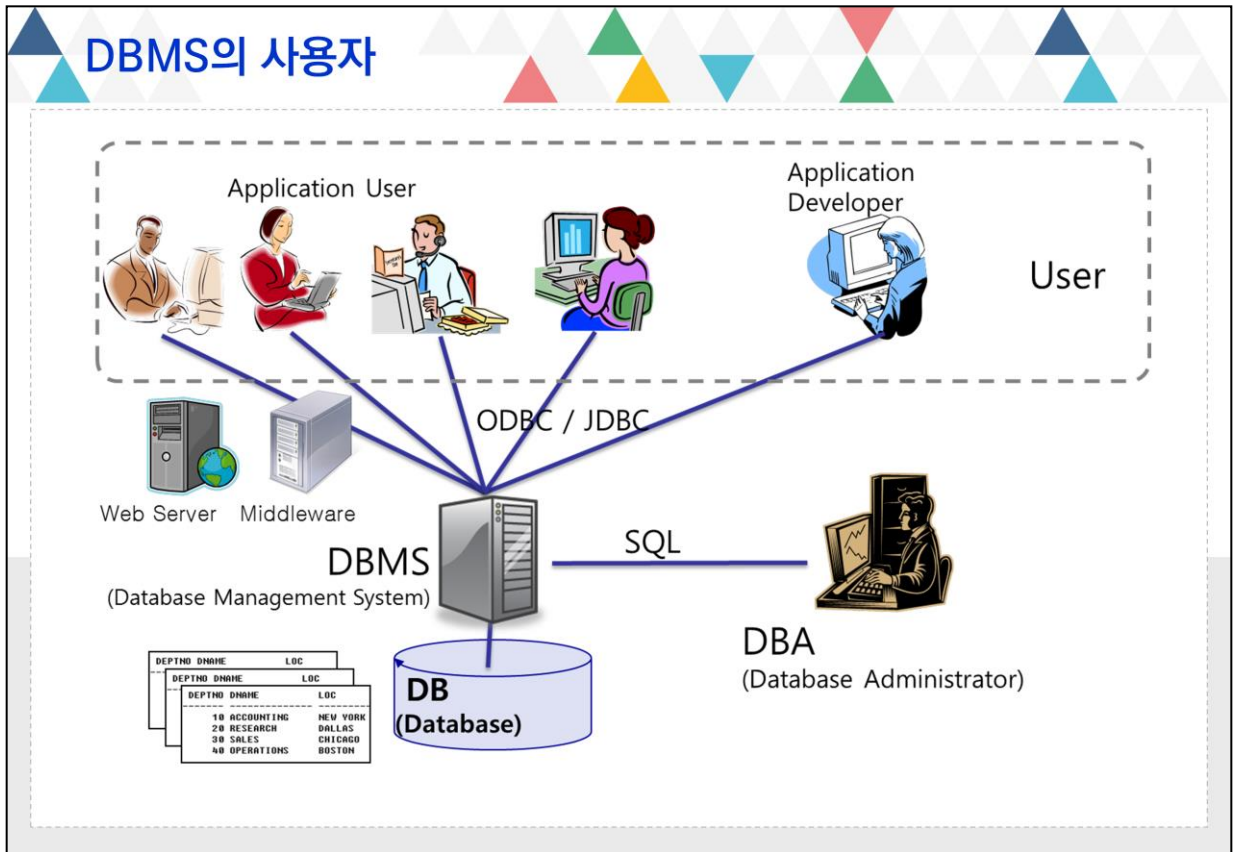 DBMS의 사용자
Application User
Application
Developer
User
ODBC / JDBC
Web Server
Middleware
DBMS
(Database Management System)
SQL
DBA
(Database Administrator)
DEPTNO DNAME LOC
DEPTNO DNAME LOC
DEPTNO DNAME LOC
10 ACCOUNTING NEW YORK
20 RESEARCH DALLAS
30 SALES CHICAGO
40 OPERATIONS BOSTON
DB
(Database)